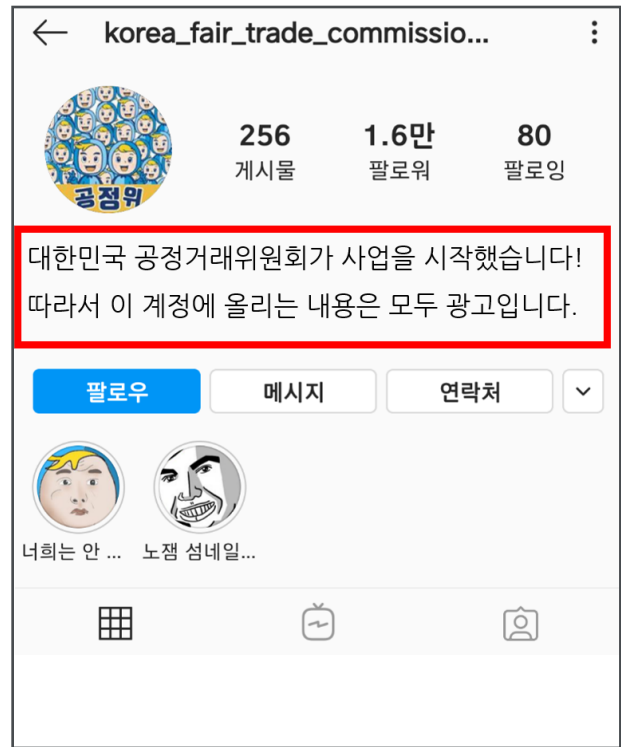 korea_fair_trade_commissio...
공정위
256 1.6만 80
게시물 팔로워 팔로잉
대한민국 공정거래위원회가 사업을 시작했습니다!
따라서 이 계정에 올리는 내용은 모두 광고입니다.
팔로우 메시지 연락처
너희는 안 ... 노잼 섬네일...